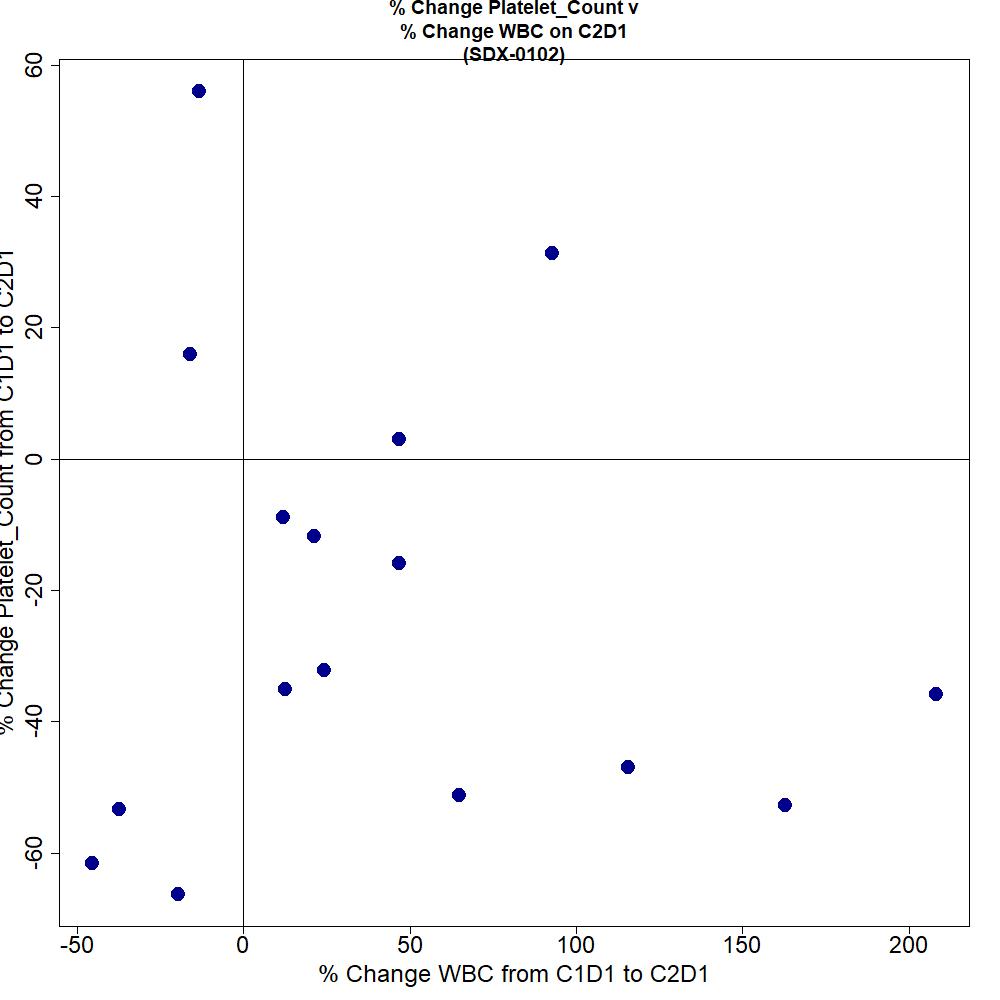 % Change Platelet_Count v
% Change WBC on C2D1
(SDX-0102)
% Change Platelet_Count from C1D1 to C2D1
60
40
20
0
-20
-40
-60
-50
0
50
100
150
200
% Change WBC from C1D1 to C2D1